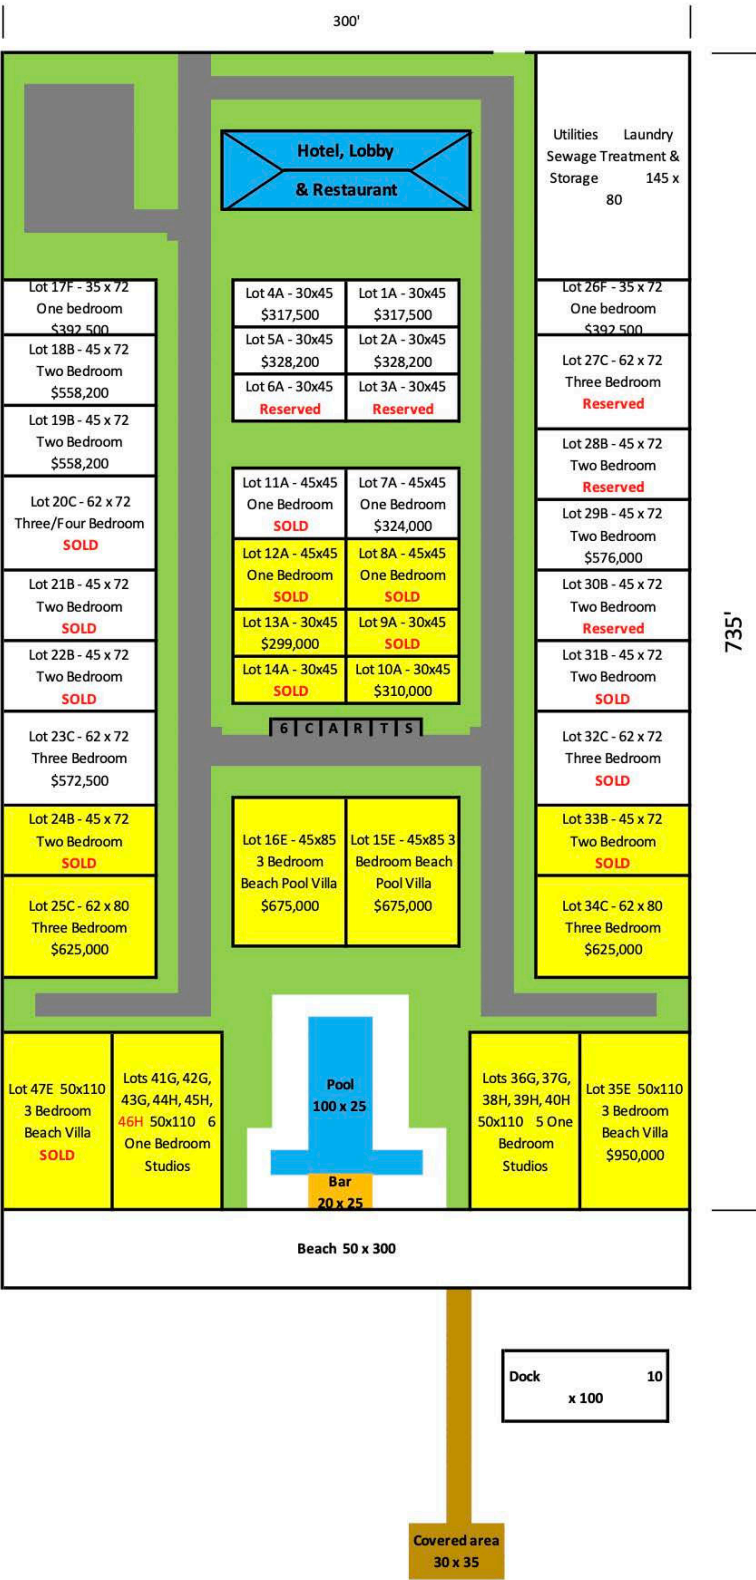 300'
Hotel, Lobby
& Restaurant
Utilities Laundry
Sewage Treatment &
Storage 145 x
80
Lot 17F - 35 x 72
One bedroom
$392,500
Lot 18B - 45 x 72
Two Bedroom
$558,200
Lot 19B - 45 x 72
Two Bedroom
$558,200
Lot 20C - 62 x 72
Three/Four Bedroom
SOLD
Lot 21B - 45 x 72
Two Bedroom
SOLD
Lot 22B - 45 x 72
Two Bedroom
SOLD
Lot 23C - 62 x 72
Three Bedroom
$572,500
Lot 24B - 45 x 72
Two Bedroom
SOLD
Lot 25C - 62 x 80
Three Bedroom
$625,000
Lot 4A - 30x45
$317,500
Lot 1A - 30x45
$317,500
Lot 5A - 30x45
$328,200
Lot 2A - 30x45
$328,200
Lot 6A - 30x45
Reserved
Lot 3A - 30x45
Reserved
Lot 11A - 45x45
One Bedroom
SOLD
Lot 7A - 45x45
One Bedroom
$324,000
Lot 12A - 45x45
One Bedroom
SOLD
Lot 8A - 45x45
One Bedroom
SOLD
Lot 13A - 30x45
$299,000
Lot 9A - 30x45
SOLD
Lot 14A - 30x45
SOLD
Lot 10A - 30x45
$310,000
6 C A R T S
Lot 16E - 45x85
3 Bedroom
Beach Pool Villa
$675,000
Lot 15E - 45x85 3
Bedroom Beach
Pool Villa
$675,000
Lot 26F - 35 x 72
One bedroom
$392,500
Lot 27C - 62 x 72
Three Bedroom
Reserved
Lot 28B - 45 x 72
Two Bedroom
Reserved
Lot 29B - 45 x 72
Two Bedroom
$576,000
Lot 30B - 45 x 72
Two Bedroom
Reserved
Lot 31B - 45 x 72
Two Bedroom
SOLD
Lot 32C - 62 x 72
Three Bedroom
SOLD
Lot 33B - 45 x 72
Two Bedroom
SOLD
Lot 34C - 62 x 80
Three Bedroom
$625,000
735'
Lot 47E 50x110
3 Bedroom
Beach Villa
SOLD
Lots 41G, 42G,
43G, 44H, 45H,
46H 50x110 6
One Bedroom
Studios
Pool
100 x 25
Bar
20 x 25
Lots 36G, 37G,
38H, 39H, 40H
50x110 5 One
Bedroom
Studios
Lot 35E 50x110
3 Bedroom
Beach Villa
$950,000
Beach 50 x 300
Dock 10
x 100
Covered area
30 x 35